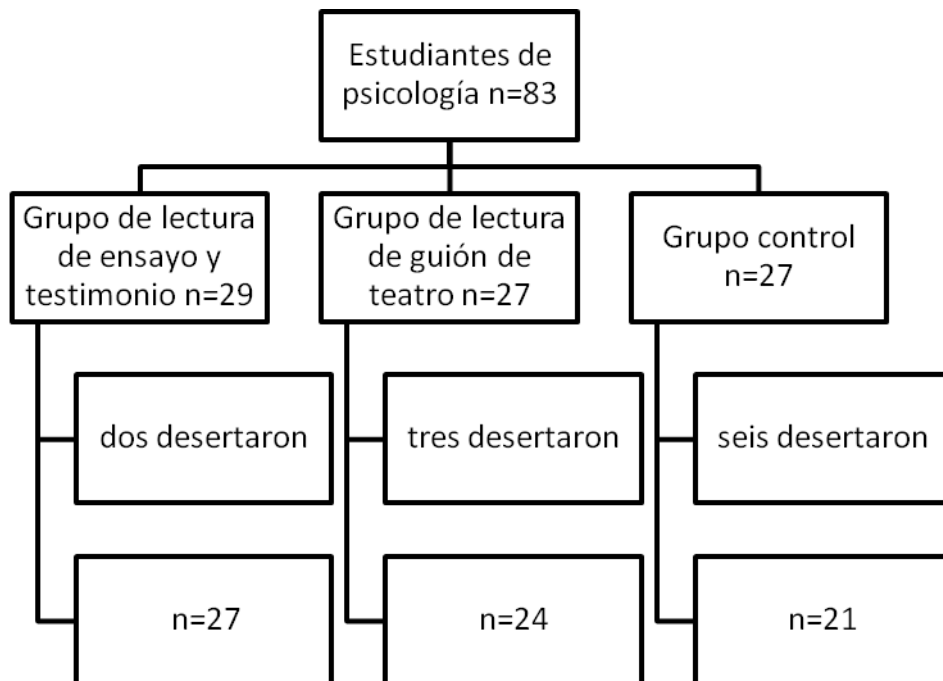 Estudiantes de
psicología n=83
Grupo de lectura
de ensayo y
testimonio n=29
Grupo de lectura
de guión de
teatro n=27
Grupo control
n=27
dos desertaron
tres desertaron
seis desertaron
n=27
n=24
n=21